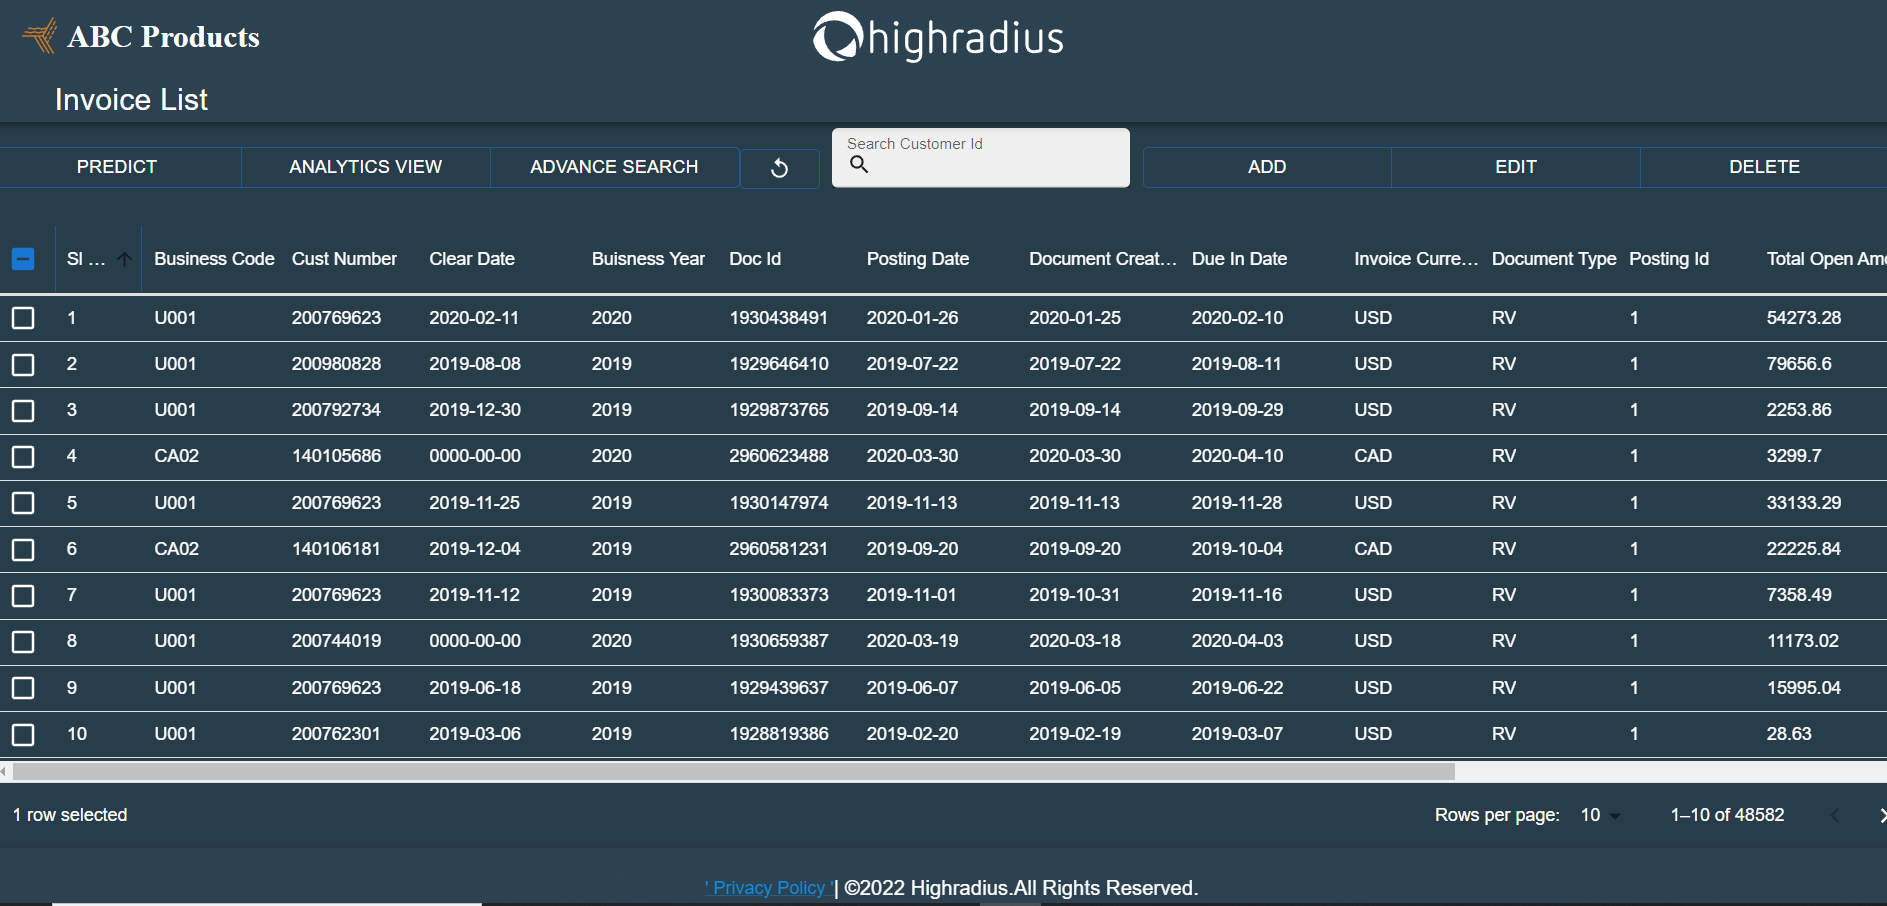 ABC Products
highradius
Invoice List
PREDICT ANALYTICS VIEW ADVANCE SEARCH Search Customer Id ADD EDIT DELETE
Sl ... Business Code Cust Number Clear Date Buisness Year Doc Id Posting Date Document Creat... Due In Date Invoice Curre... Document Type Posting Id Total Open Am
1 U001 200769623 2020-02-11 2020 1930438491 2020-01-26 2020-01-25 2020-02-10 USD RV 1 54273.28
2 U001 200980828 2019-08-08 2019 1929646410 2019-07-22 2019-07-22 2019-08-11 USD RV 1 79656.6
3 U001 200792734 2019-12-30 2019 1929873765 2019-09-14 2019-09-14 2019-09-29 USD RV 1 2253.86
4 CA02 140105686 0000-00-00 2020 2960623488 2020-03-30 2020-03-30 2020-04-10 CAD RV 1 3299.7
5 U001 200769623 2019-11-25 2019 1930147974 2019-11-13 2019-11-13 2019-11-28 USD RV 1 33133.29
6 CA02 140106181 2019-12-04 2019 2960581231 2019-09-20 2019-09-20 2019-10-04 CAD RV 1 22225.84
7 U001 200769623 2019-11-12 2019 1930083373 2019-11-01 2019-10-31 2019-11-16 USD RV 1 7358.49
8 U001 200744019 0000-00-00 2020 1930659387 2020-03-19 2020-03-18 2020-04-03 USD RV 1 11173.02
9 U001 200769623 2019-06-18 2019 1929439637 2019-06-07 2019-06-05 2019-06-22 USD RV 1 15995.04
10 U001 200762301 2019-03-06 2019 1928819386 2019-02-20 2019-02-19 2019-03-07 USD RV 1 28.63
1 row selected Rows per page: 10 1–10 of 48582
' Privacy Policy '| ©2022 Highradius.All Rights Reserved.